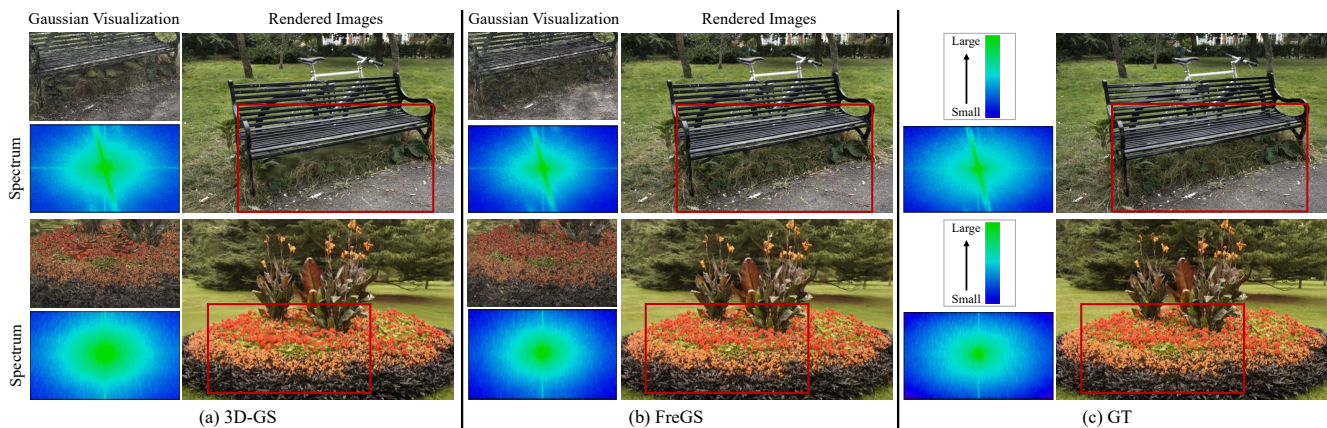 Gaussian Visualization Rendered Images Gaussian Visualization Rendered Images
Large
Small
Spectrum
Large
Small
Spectrum
(a) 3D-GS (b) FreGS (c) GT